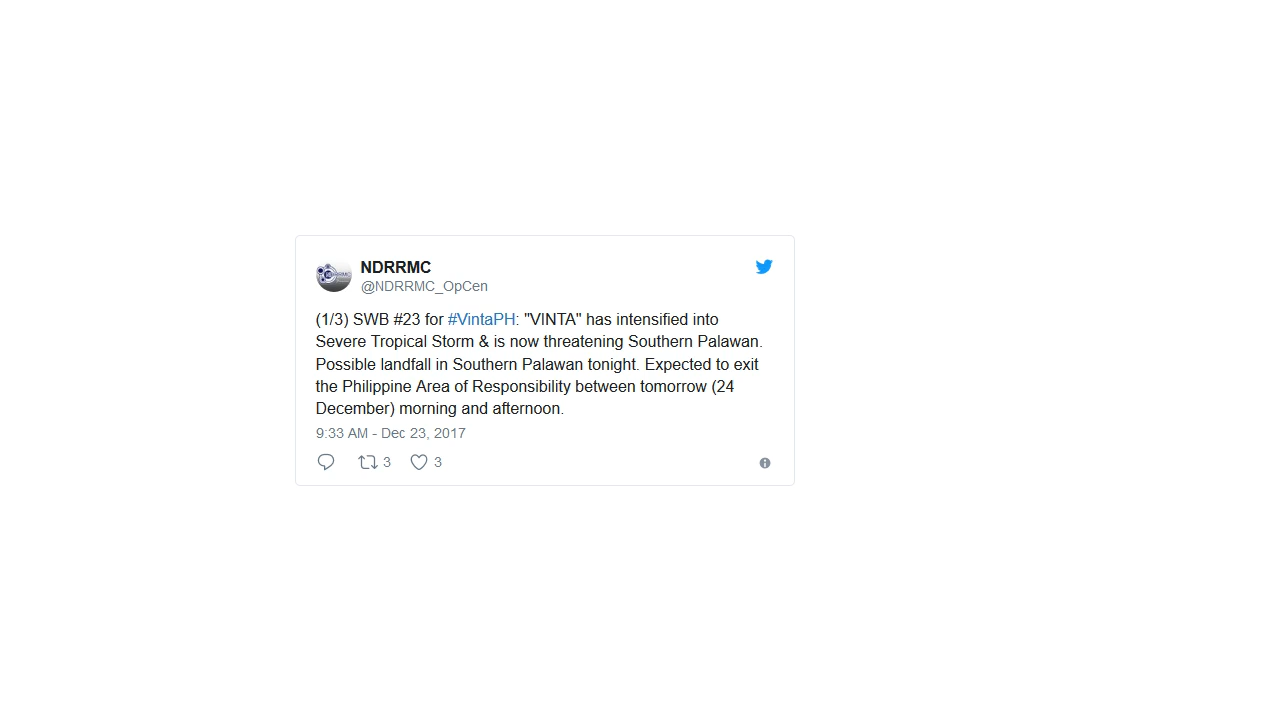 NDRRMC
@NDRRMC_OpCen
(1/3) SWB #23 for #VintaPH: "VINTA" has intensified into
Severe Tropical Storm & is now threatening Southern Palawan.
Possible landfall in Southern Palawan tonight. Expected to exit
the Philippine Area of Responsibility between tomorrow (24
December) morning and afternoon.
9:33 AM - Dec 23, 2017
3 3